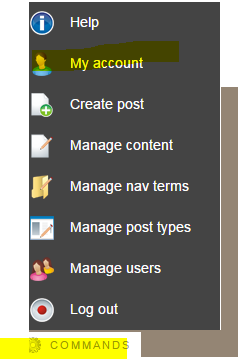 Help
My account
Create post
Manage content
Manage nav terms
Manage post types
Manage users
Log out
COMMANDS